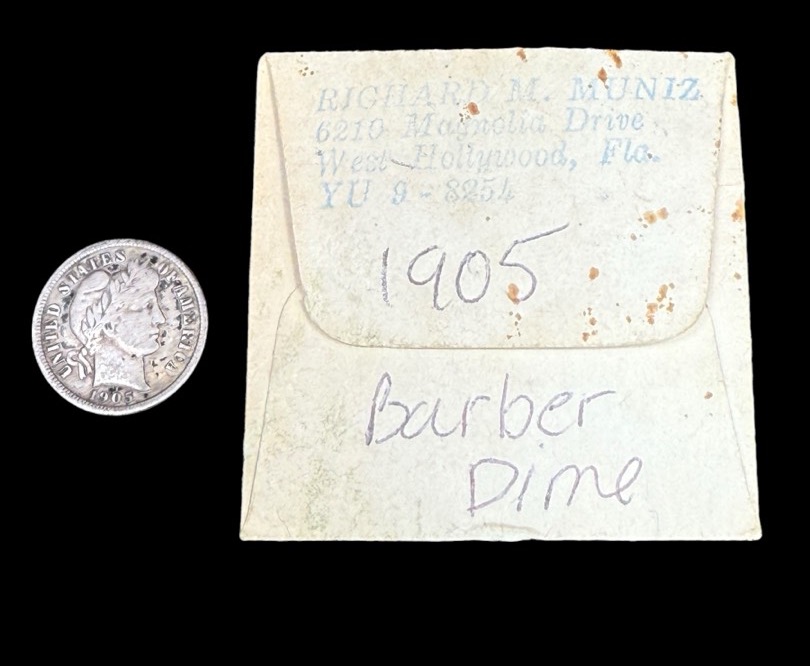 UNITED STATES OF AMERICA
1905
RICHARD M. MUNIZ
6210 Magnolia Drive
West Hollywood, Fla.
YU 9-8254
1905
Barber
Dime